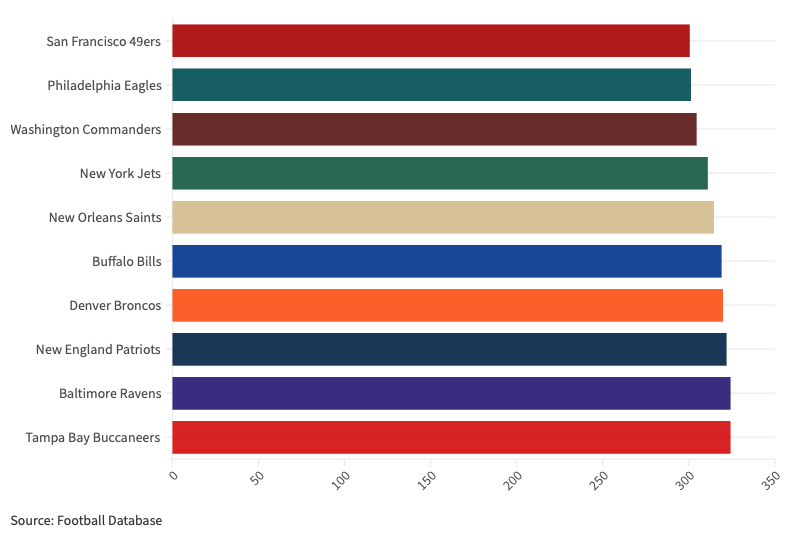 San Francisco 49ers
Philadelphia Eagles
Washington Commanders
New York Jets
New Orleans Saints
Buffalo Bills
Denver Broncos
New England Patriots
Baltimore Ravens
Tampa Bay Buccaneers
0 50 100 150 200 250 300 350
Source: Football Database